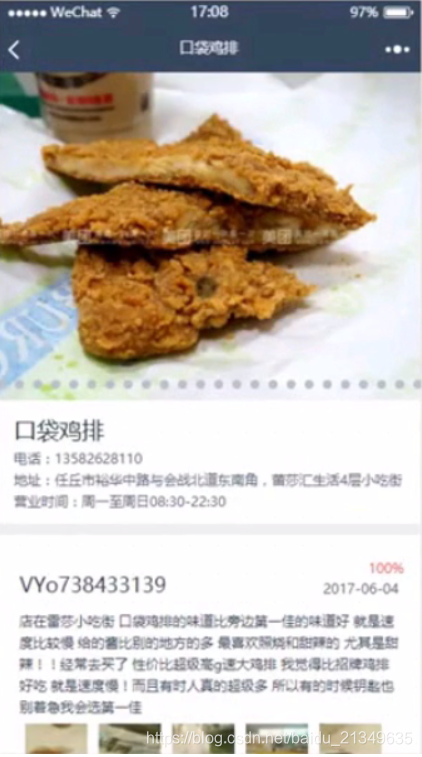 WeChat 17:08 97%
口袋鸡排
美团 美团
口袋鸡排
电话：13582628110
地址：任丘市裕华中路与会战北道东南角，蕾莎汇生活4层小吃街
营业时间：周一至周日08:30-22:30
100%
VYo738433139 2017-06-04
店在雷莎小吃街 口袋鸡排的味道比旁边第一佳的味道好 就是速
度比较慢 给的酱比别的地方的多 最喜欢照烧和甜辣的 尤其是甜
辣！！经常去买了 性价比超级高g速大鸡排 我觉得比招牌鸡排
好吃 就是速度慢！而且有时人真的超级多 所以有的时候钥匙也
别着急我会选第一佳
https://blog.csdn.net/baidu_21349635